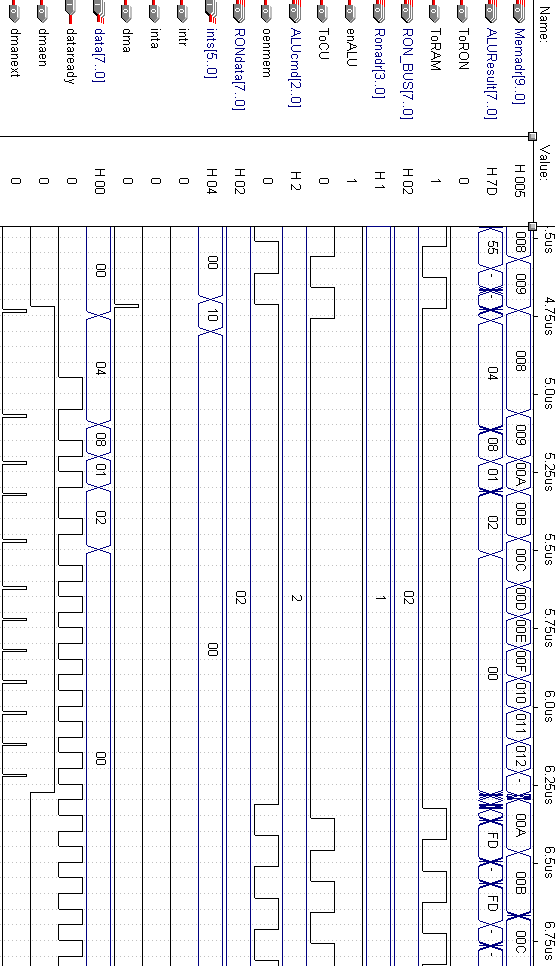 Name: Value: .5us 4.75us 5.0us 5.25us 5.5us 5.75us 6.0us 6.25us 6.5us 6.75us
Memadr[9..0] H 005 008 009 008 009 00A 00B 00C 00D 00E 00F 010 011 012 - 00A 00B 00C
ALUResult[7..0] H 7D 55 - - 04 08 01 02 00 FD - FD - -
ToRON 0
ToRAM 1
RON_BUS[7..0] H 02 02
Ronadr[3..0] H 1 1
enALU 1
ToCU 0
ALUcmd[2..0] H 2 2
oenmem 0
RONdata[7..0] H 02 02
ints[5..0] H 04 00 10 00
intr 0
inta 0
dma 0
data[7..0] H 00 00 04 08 01 02 00
dataready 0
dmaen 0
dmanext 0